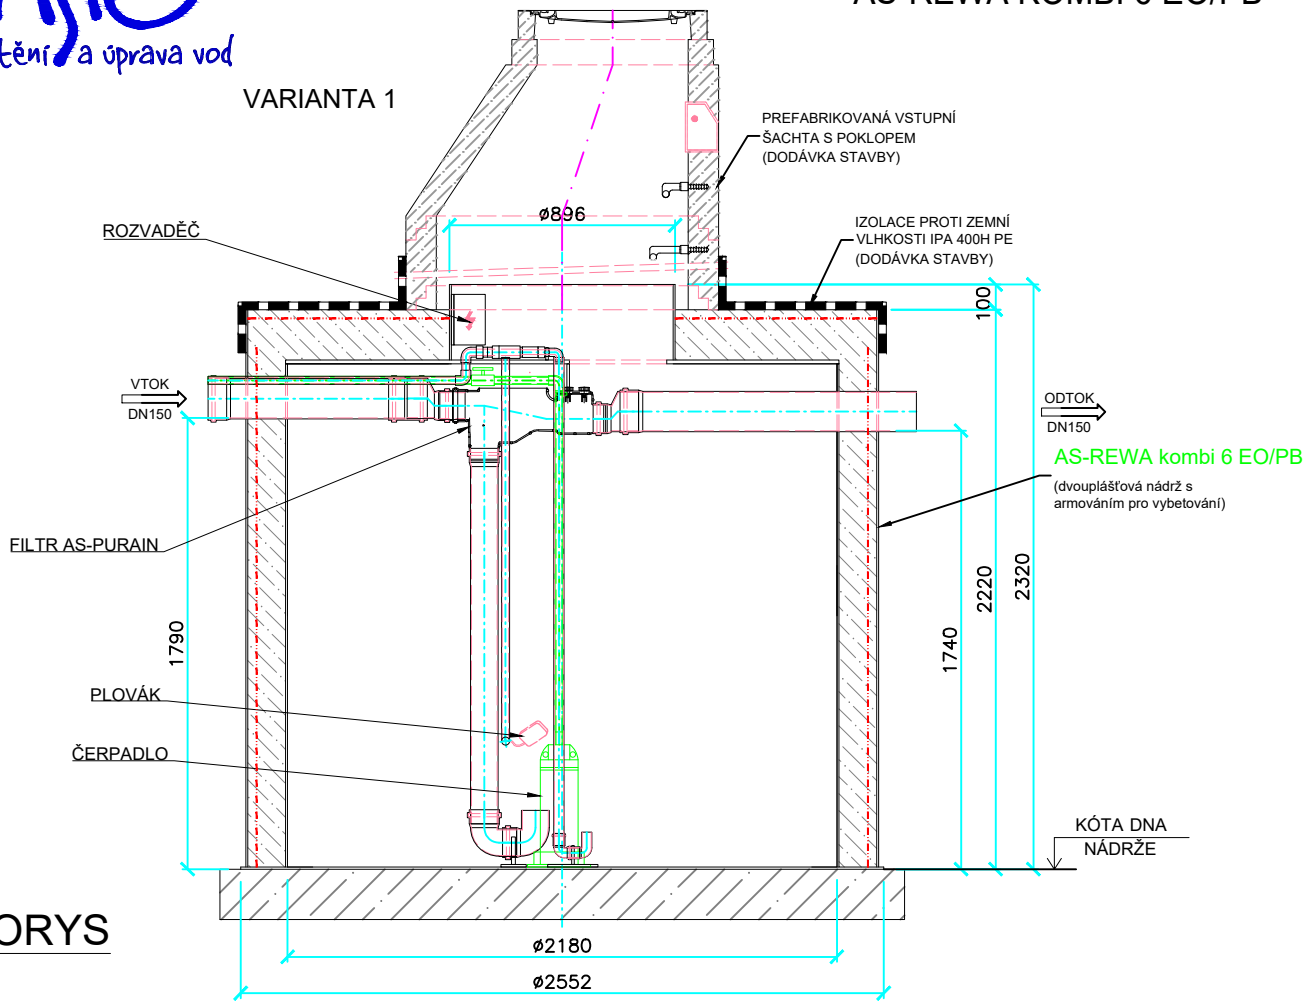 a úprava vod
VARIANTA 1
PREFABRIKOVANÁ VSTUPNÍ
ŠACHTA S POKLOPEM
(DODÁVKA STAVBY)
ø896
ROZVADĚČ
IZOLACE PROTI ZEMNÍ
VLHKOSTI IPA 400H PE
(DODÁVKA STAVBY)
100
VTOK
DN150
ODTOK
DN150
AS-REWA kombi 6 EO/PB
(dvouplášťová nádrž s
armováním pro vybetování)
FILTR AS-PURAIN
2220
2320
1790
1740
PLOVÁK
ČERPADLO
KÓTA DNA
NÁDRŽE
ORYS
ø2180
ø2552